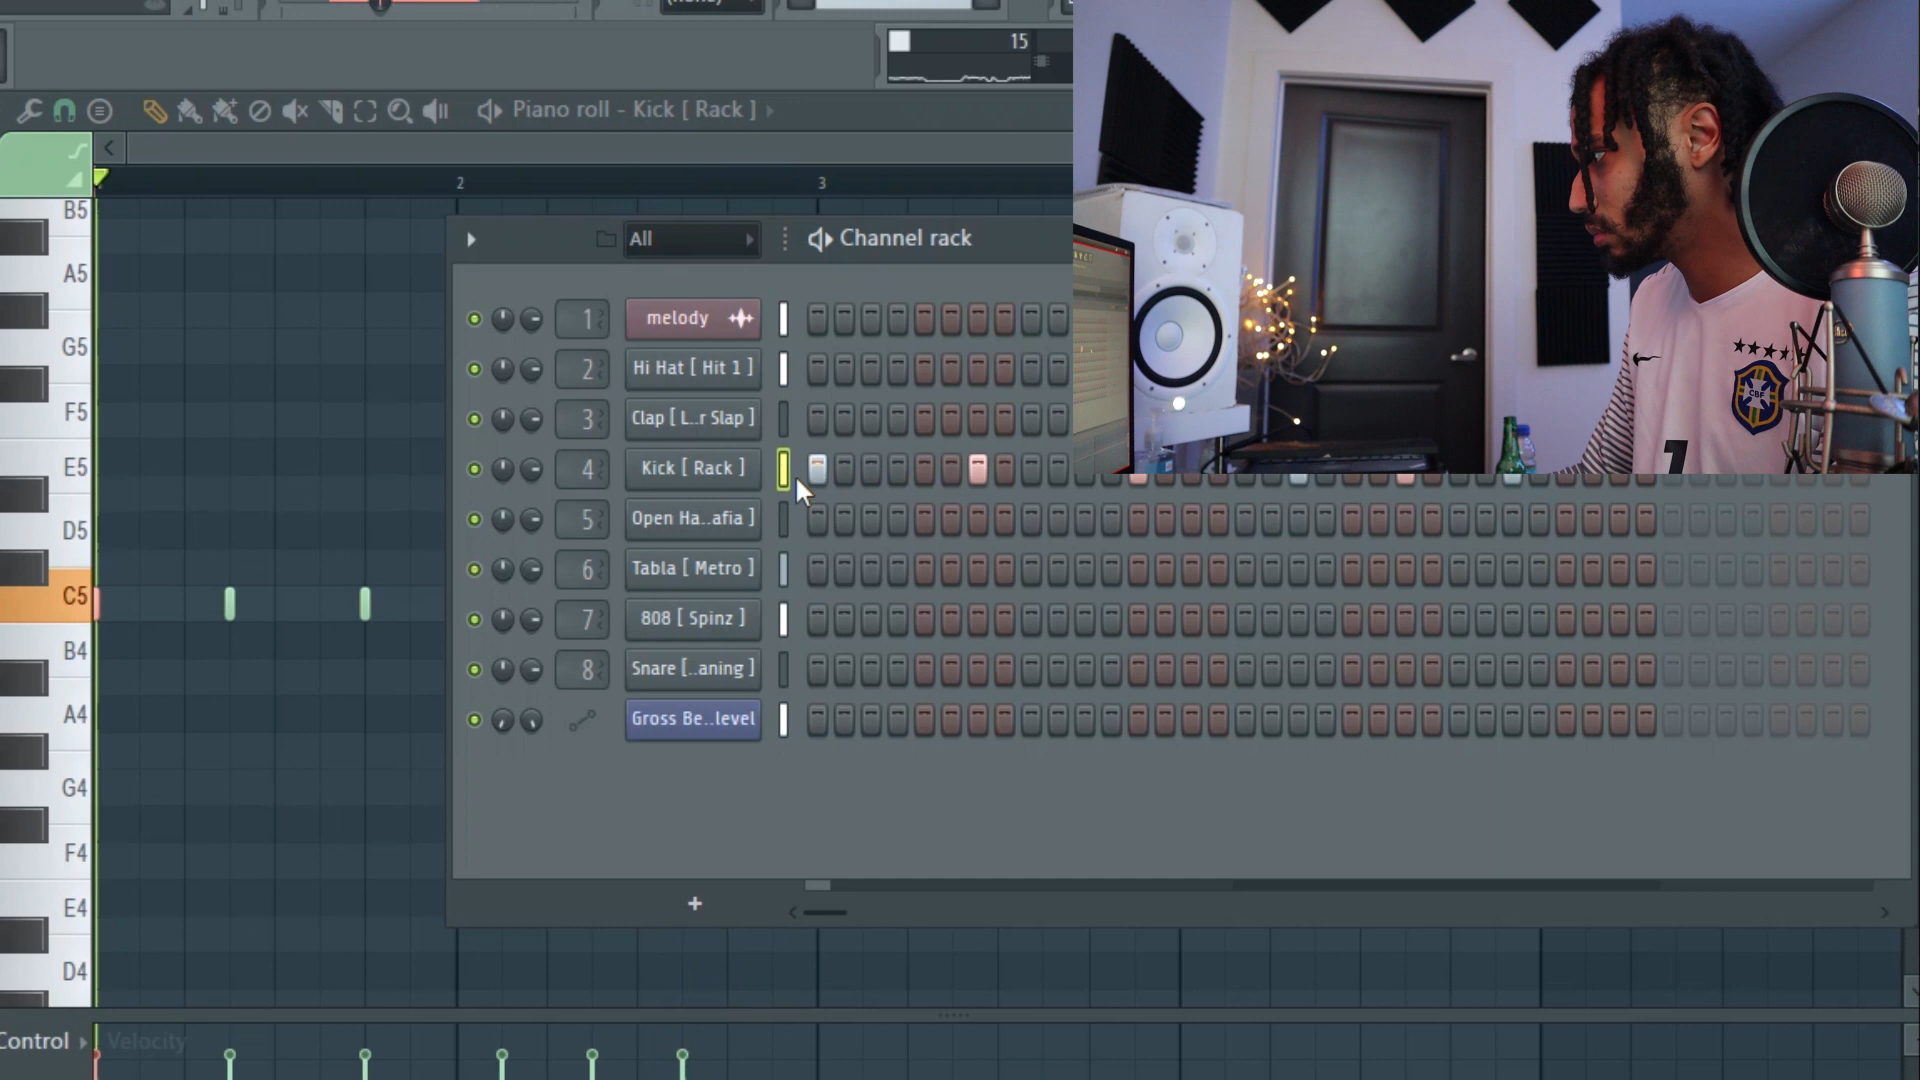 15
Piano roll - Kick [ Rack ]
2
3
B5
A5
G5
F5
E5
D5
C5
B4
A4
G4
F4
E4
D4
All
Channel rack
1 melody
2 Hi Hat [ Hit 1 ]
3 Clap [ L..r Slap ]
4 Kick [ Rack ]
5 Open Ha..afia ]
6 Tabla [ Metro ]
7 808 [ Spinz ]
8 Snare [..aning ]
Gross Be..level
+
Control
Velocity
CBF